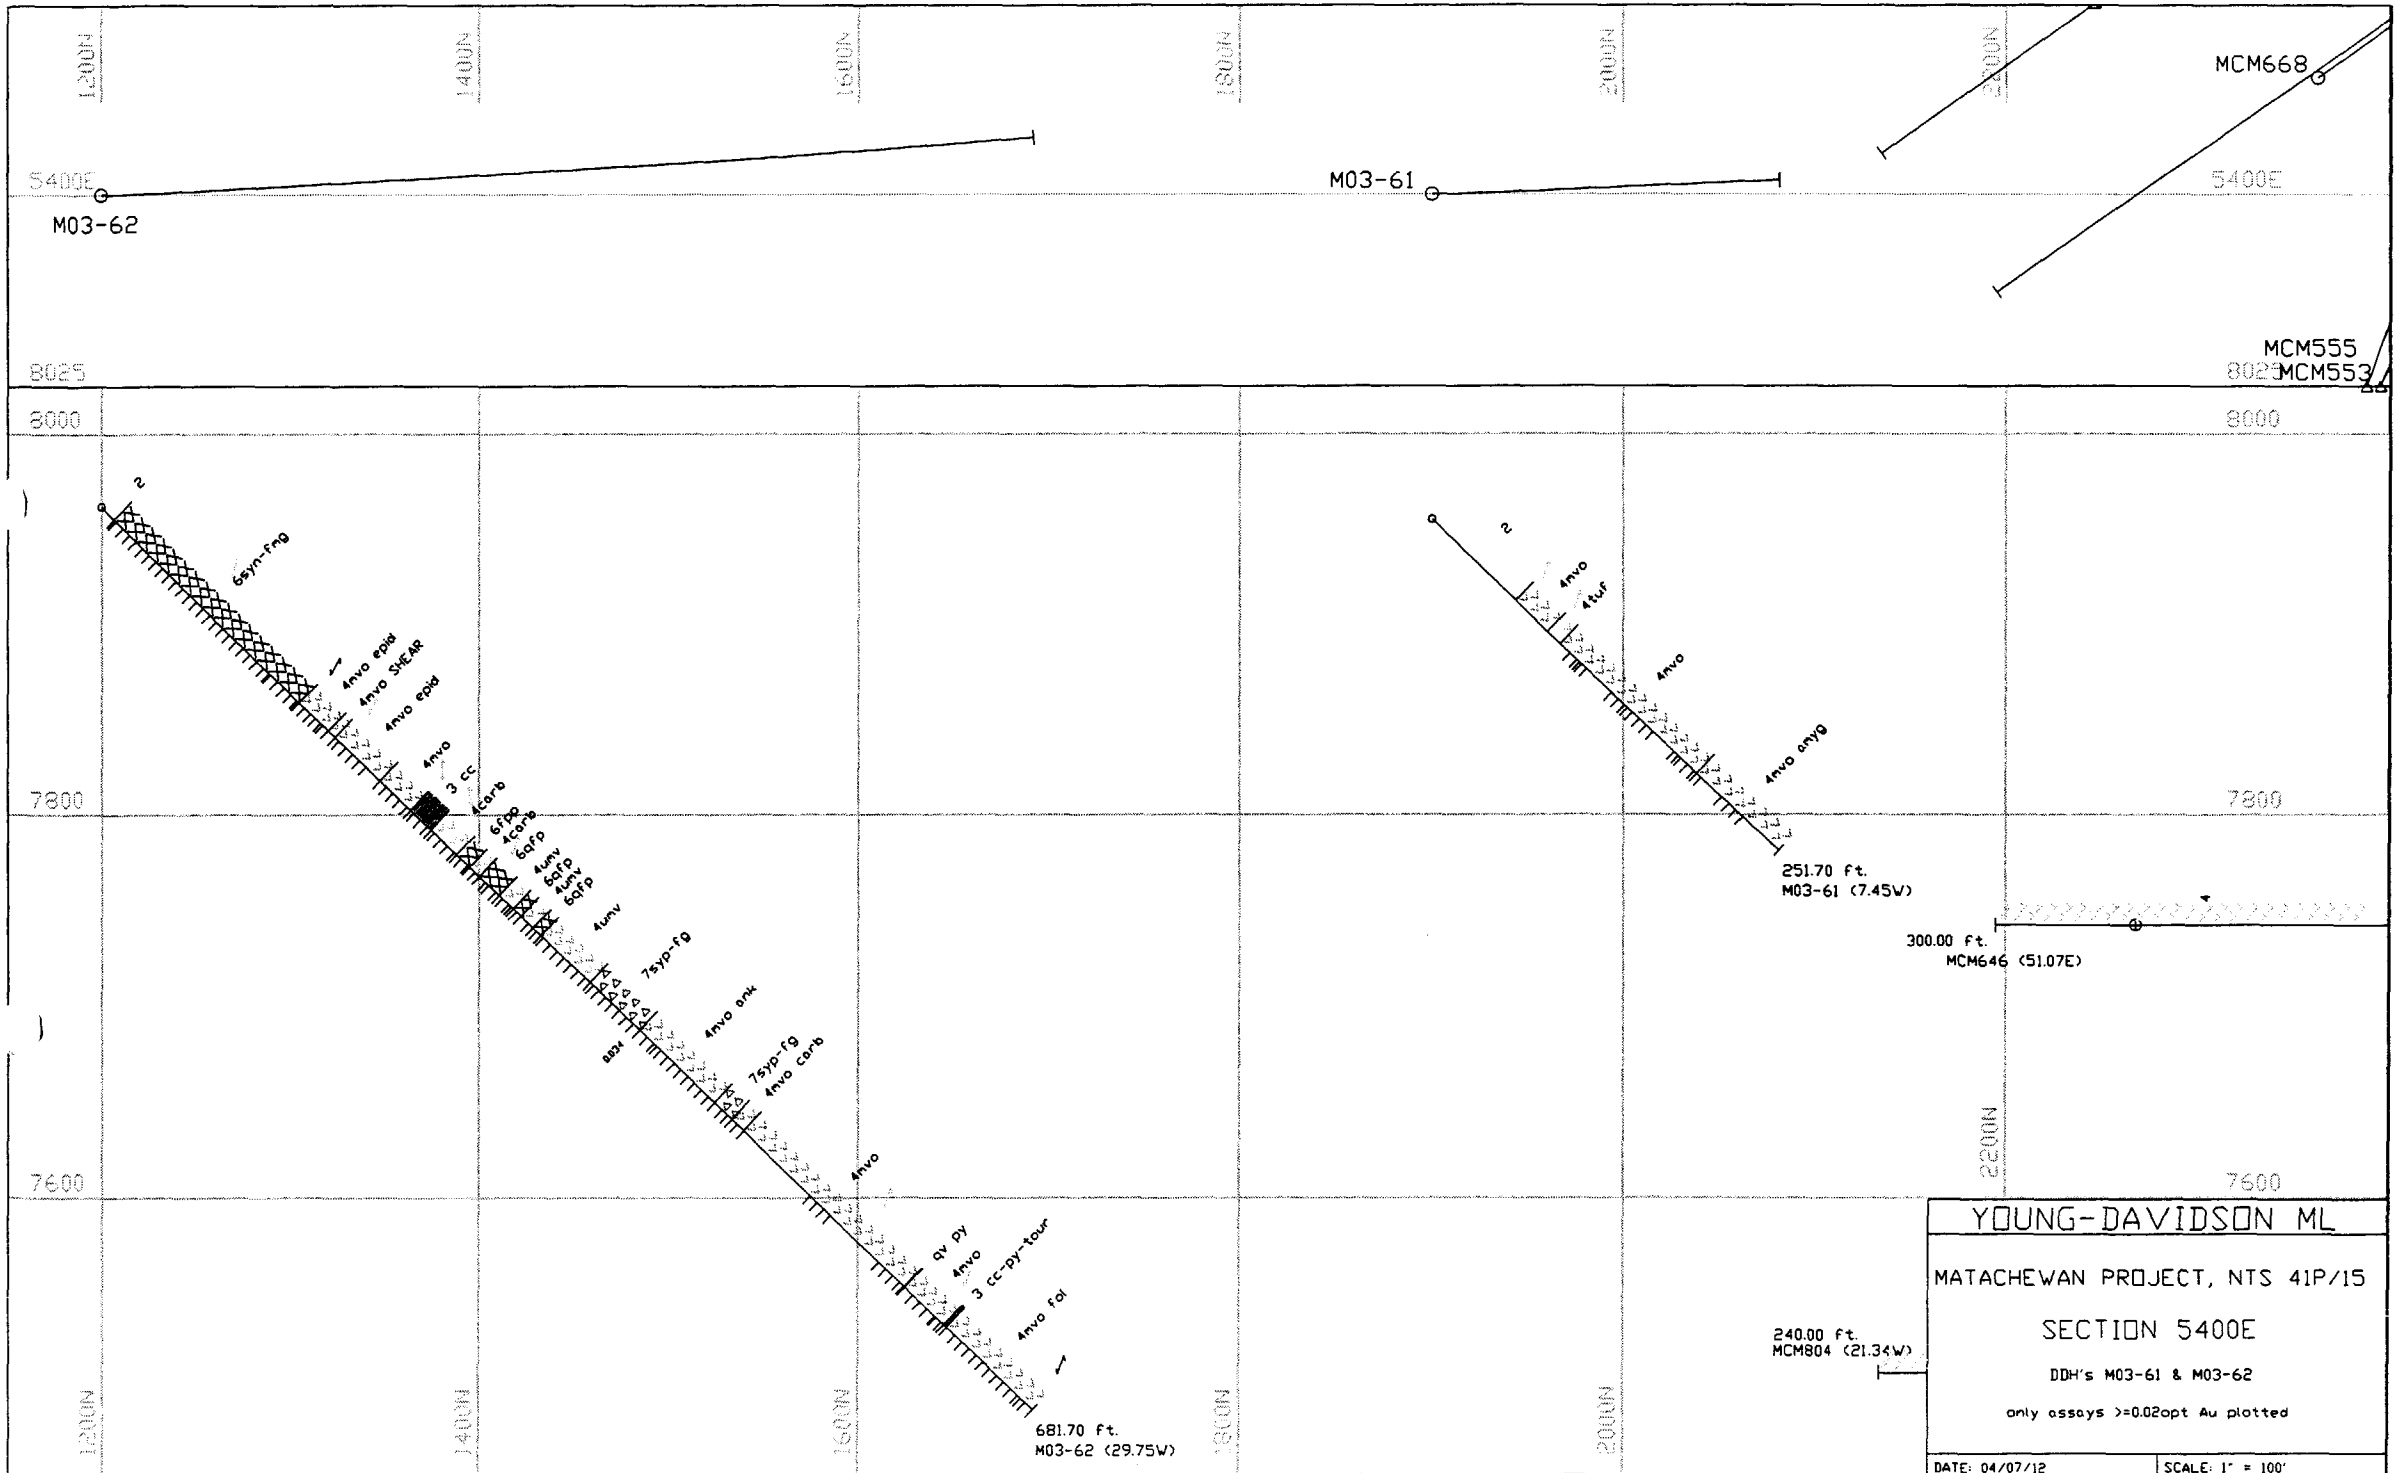 1200N
1400N
1600N
1800N
2000N
2200N
MCM668
5400E
M03-62
M03-61
5400E
MCM555
8025
8025
MCM553
8000
8000
2
6syn-fmg
4mvo epid
4mvo SHEAR
4mvo epid
4mvo
3 cc
4carb
6fpp
4carb
6qfp
4umv
6qfp
4umv
6qfp
4umv
7syp-fg
4mvo ank
0.034
7syp-fg
4mvo carb
4mvo
qv py
4mvo
3 cc-py-tour
4mvo fol
681.70 ft.
M03-62 (29.75W)
2
4mvo
4tuf
4mvo
4mvo amyg
251.70 ft.
M03-61 (7.45W)
7800
7800
4
300.00 ft.
MCM646 (51.07E)
7600
7600
240.00 ft.
MCM804 (21.34W)
1200N
1400N
1600N
1800N
2000N
2200N
YOUNG-DAVIDSON ML
MATACHEWAN PROJECT, NTS 41P/15
SECTION 5400E
DDH's M03-61 & M03-62
only assays >=0.02opt Au plotted
DATE: 04/07/12
SCALE: 1" = 100'